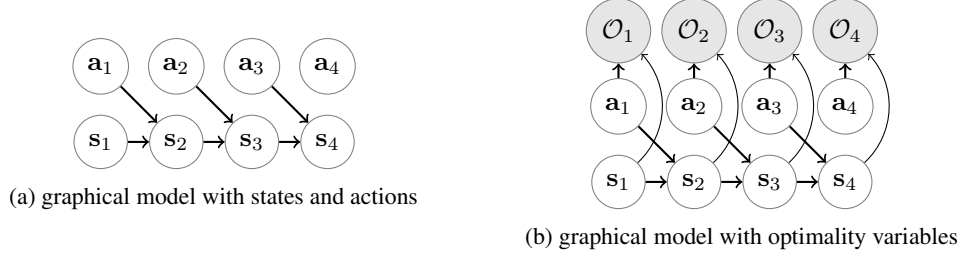 O₁ O₂ O₃ O₄
a₁ a₂ a₃ a₄
s₁ s₂ s₃ s₄
(a) graphical model with states and actions
a₁ a₂ a₃ a₄
s₁ s₂ s₃ s₄
(b) graphical model with optimality variables